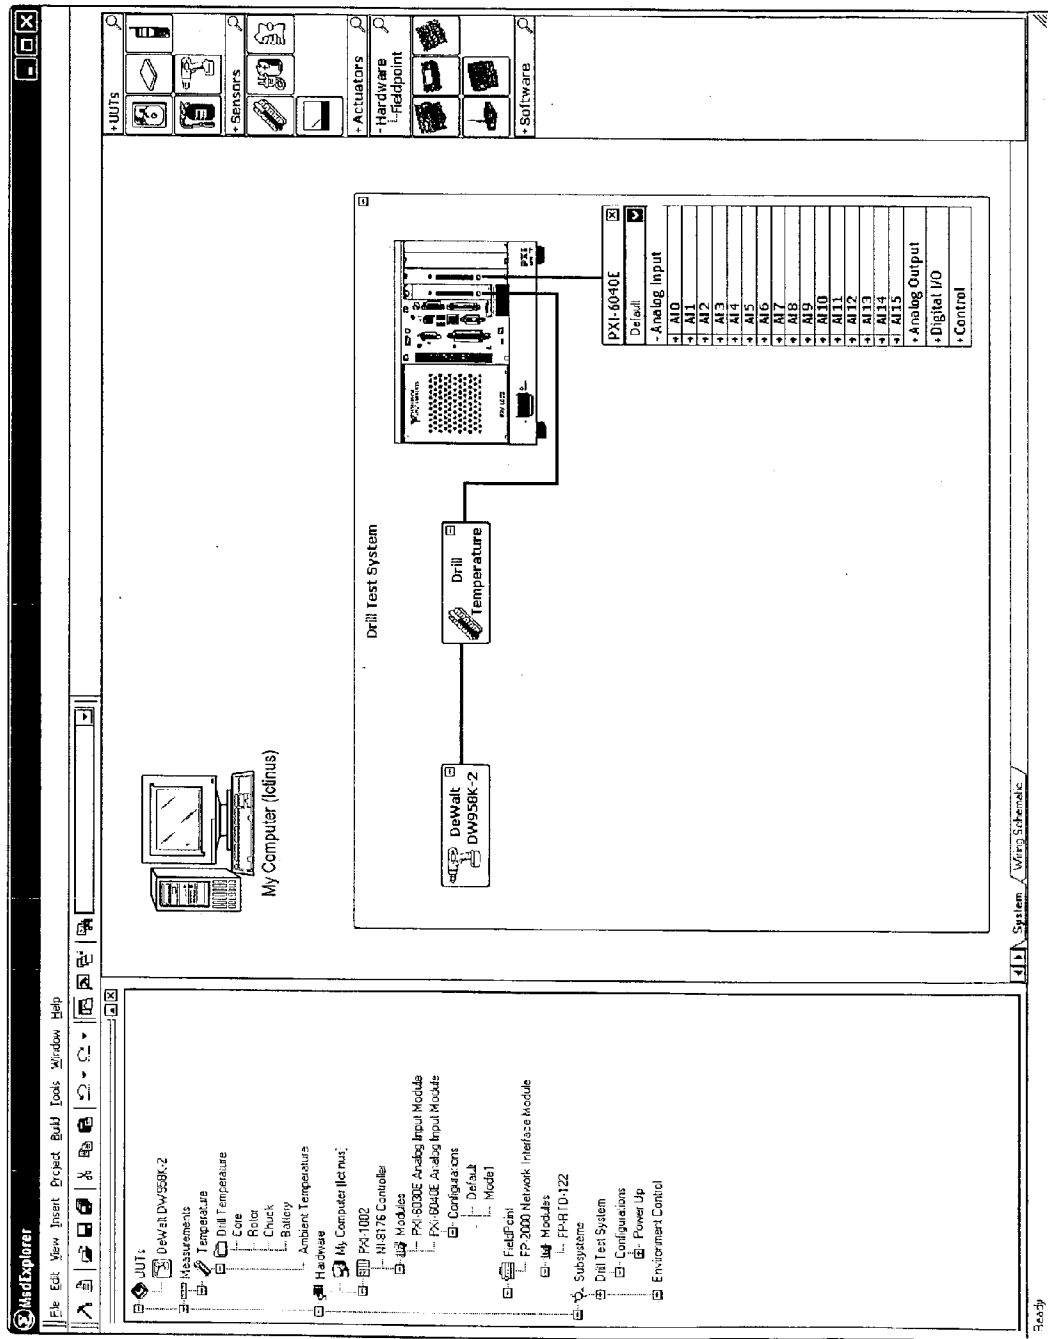 MsdExplorer
File Edit View Insert Project Build Tools Window Help
UUTs
DeWalt DW958K-2
Measurements
Temperature
Drill Temperature
Core
Rotor
Chuck
Battery
Ambient Temperature
Hardware
My Computer [Ictinus]
PXI-1002
NI-8176 Controller
Modules
PXI-6030E Analog Input Module
PXI-6040E Analog Input Module
Configurations
Default
Mode1
FieldPoint
FP-2000 Network Interface Module
Modules
FP-RTD-122
Subsystems
Drill Test System
Configurations
Power Up
Environment Control
My Computer (Ictinus)
Drill Test System
DeWalt
DW958K-2
Drill
Temperature
PXI
PXI-6040E
Default
- Analog Input
+ AI0
+ AI1
+ AI2
+ AI3
+ AI4
+ AI5
+ AI6
+ AI7
+ AI8
+ AI9
+ AI10
+ AI11
+ AI12
+ AI13
+ AI14
+ AI15
+ Analog Output
+ Digital I/O
+ Control
System
Wiring Schematic
+ UUTs
+ Sensors
+ Actuators
- Hardware
Fieldpoint
+ Software
Ready